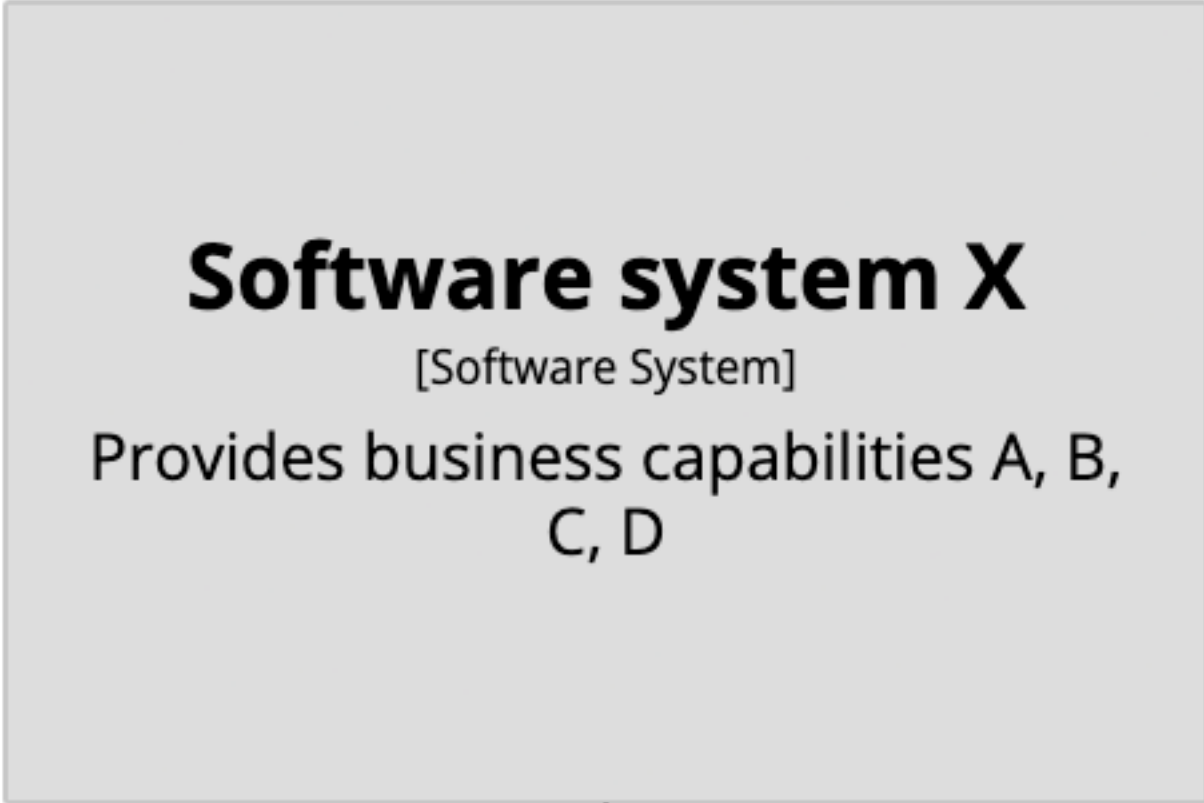 Software system X
[Software System]
Provides business capabilities A, B,
C, D